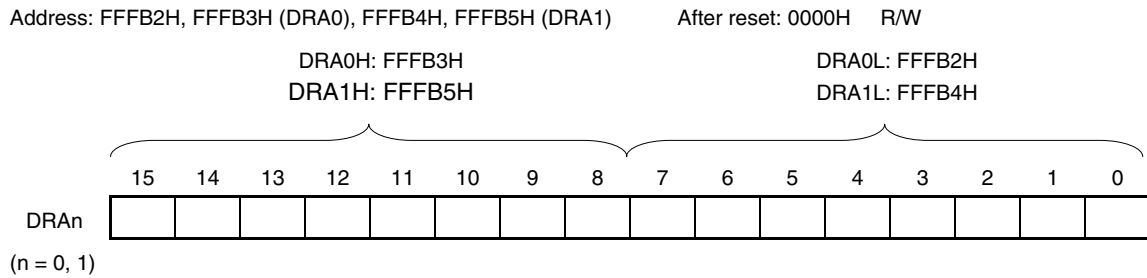 Address: FFFB2H, FFFB3H (DRA0), FFFB4H, FFFB5H (DRA1) After reset: 0000H R/W
DRA0H: FFFB3H DRA0L: FFFB2H
DRA1H: FFFB5H DRA1L: FFFB4H
15 14 13 12 11 10 9 8 7 6 5 4 3 2 1 0
DRAn
(n = 0, 1)